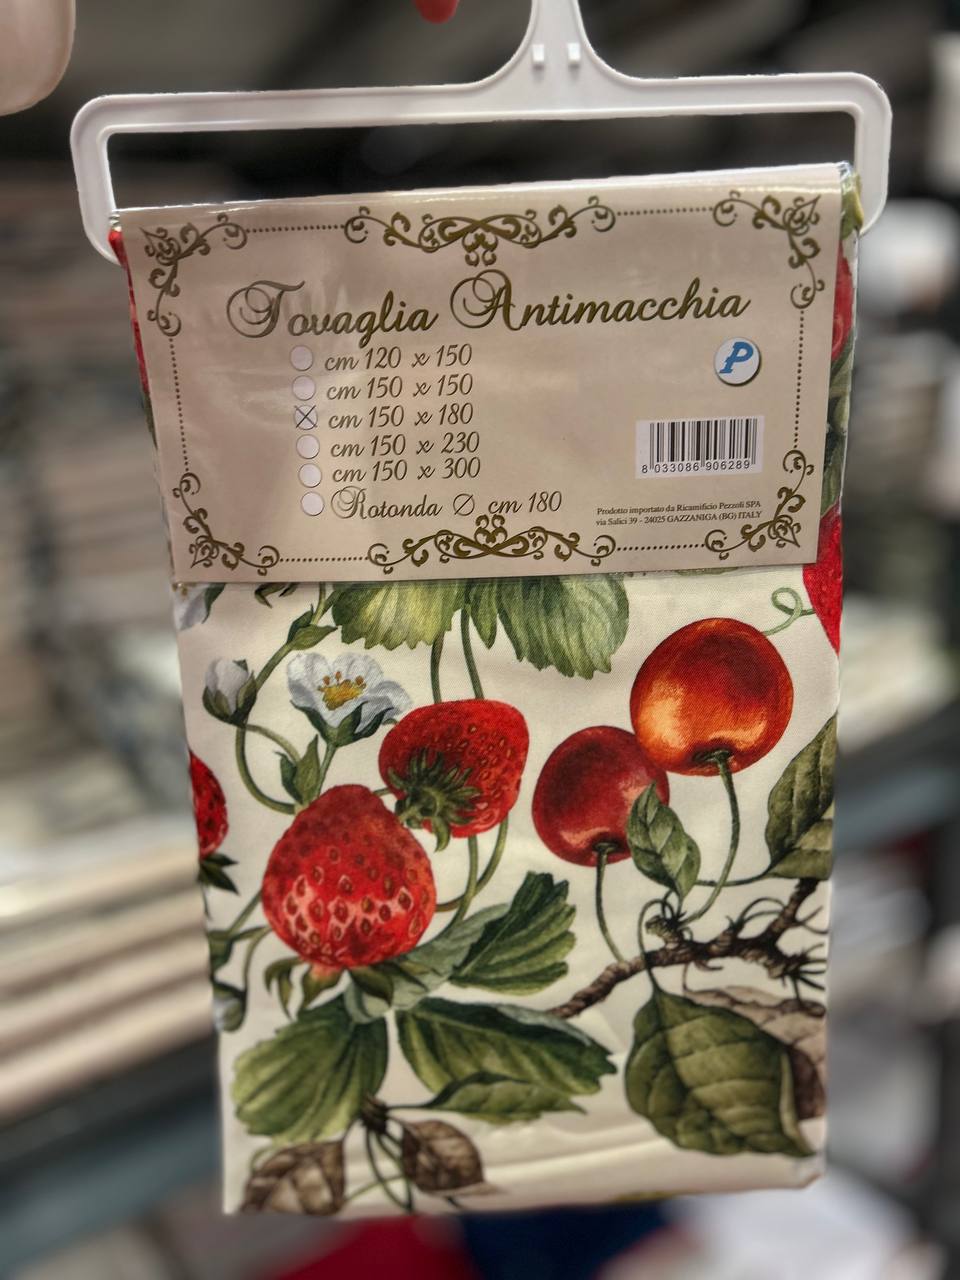 Tovaglia Antimacchia
cm 120 x 150
cm 150 x 150
cm 150 x 180
cm 150 x 230
cm 150 x 300
Rotonda Ø cm 180
P
8 033086 906289
Prodotto importato da Ricamificio Pezzoli SPA
via Salici 39 - 24025 GAZZANIGA (BG) ITALY